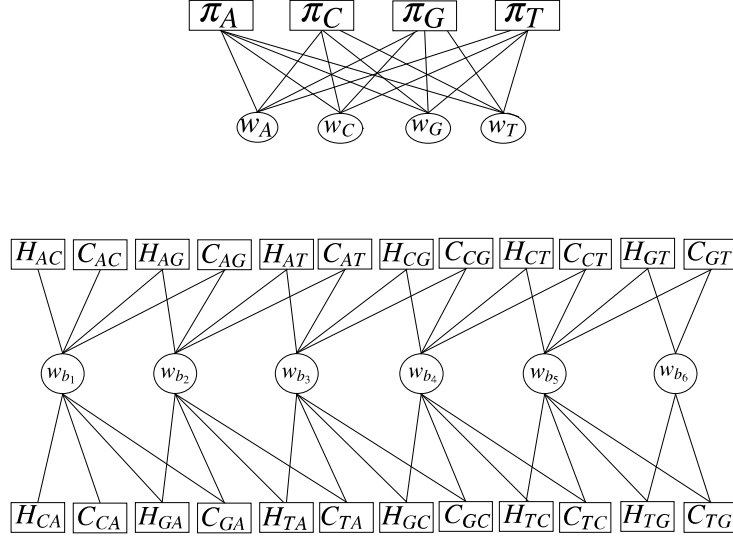 π_A π_C π_G π_T
w_A w_C w_G w_T
H_AC C_AC H_AG C_AG H_AT C_AT H_CG C_CG H_CT C_CT H_GT C_GT
w_b1 w_b2 w_b3 w_b4 w_b5 w_b6
H_CA C_CA H_GA C_GA H_TA C_TA H_GC C_GC H_TC C_TC H_TG C_TG